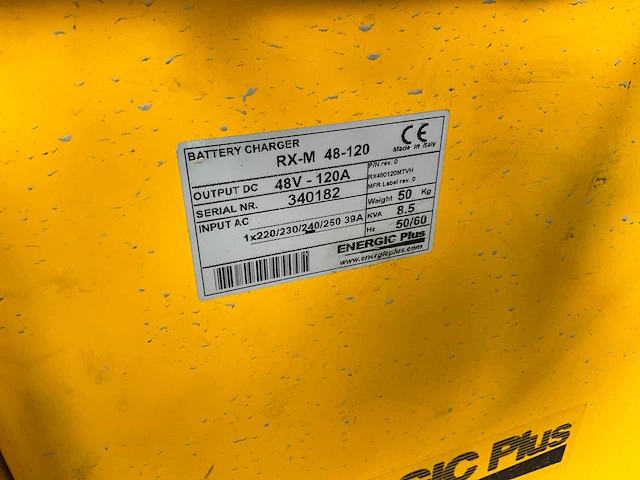 BATTERY CHARGER
RX-M 48-120
CE
Made in Italy
OUTPUT DC 48V - 120A
P/N rev. 0
RX480120MTVH
MFR Label rev. 0
SERIAL NR. 340182
Weight 50 Kg
INPUT AC
1x220/230/240/250 39A
KVA 8.5
Hz 50/60
ENERGIC Plus
www.energicplus.com
GIC Plus